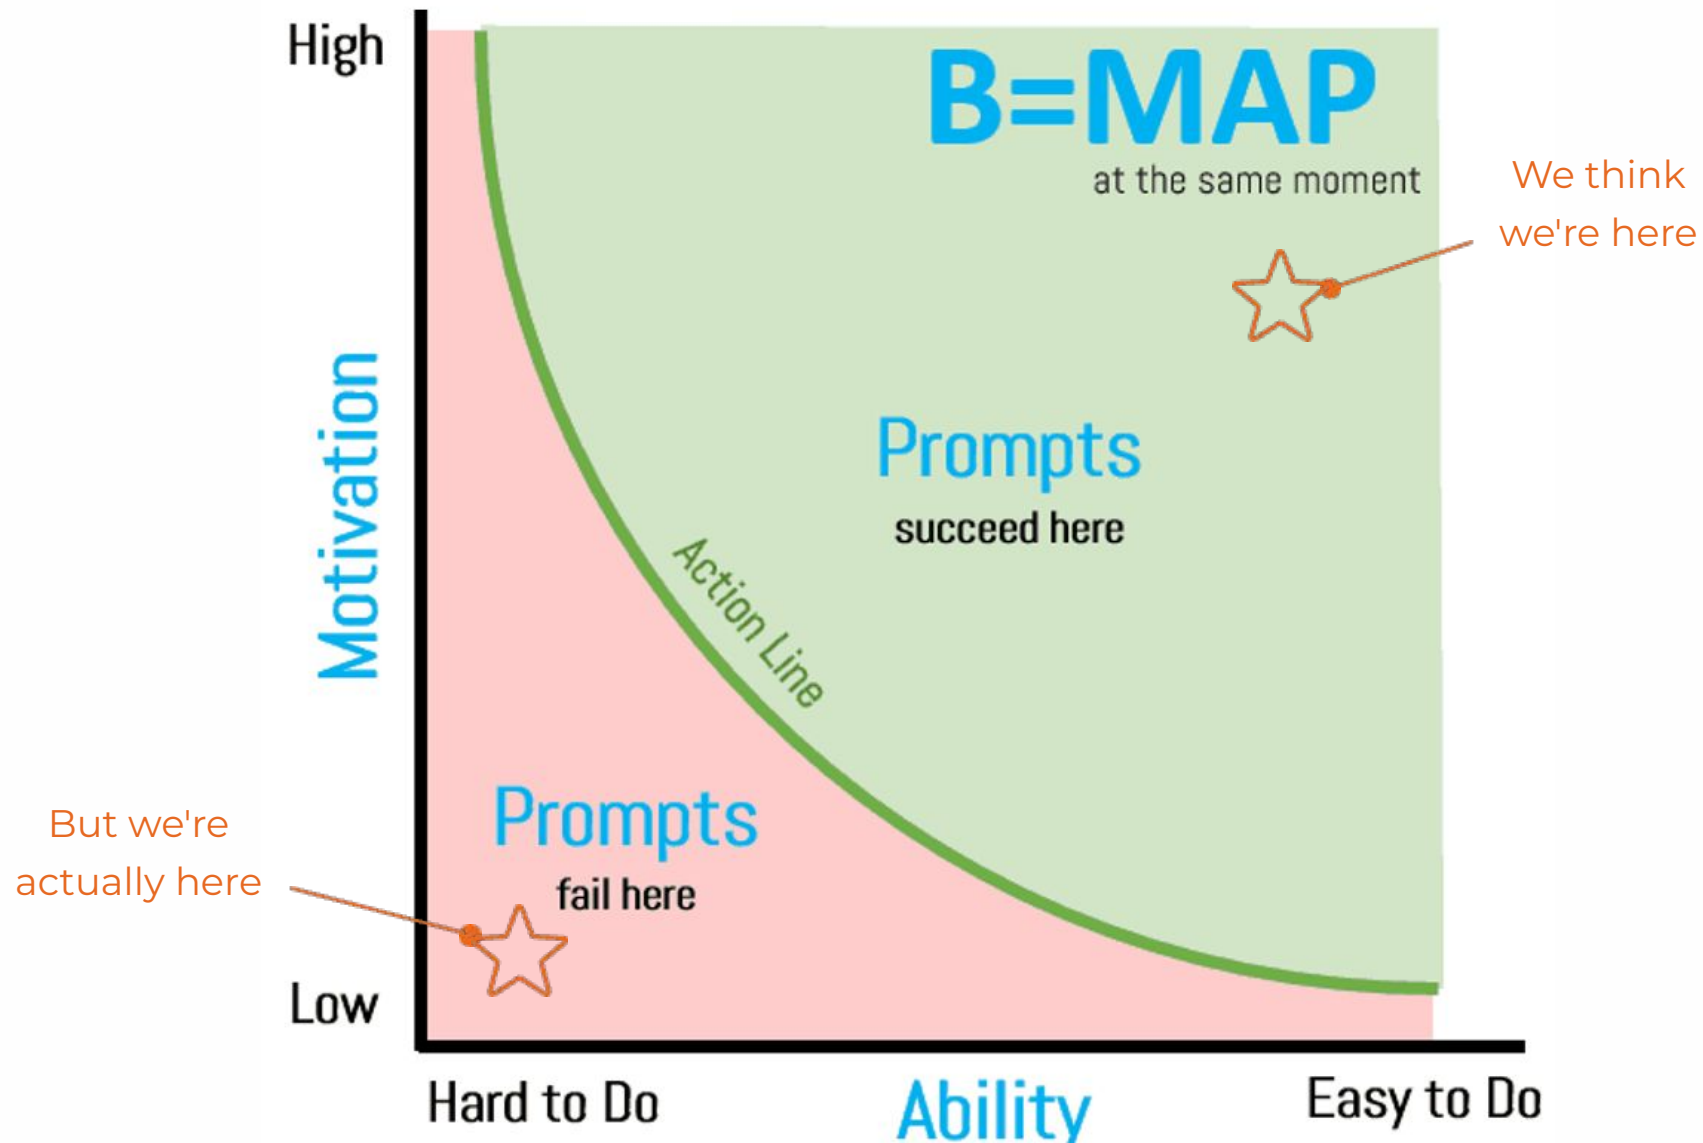 High
B=MAP
at the same moment
We think
we're here
Motivation
Prompts
succeed here
Action Line
Prompts
fail here
But we're
actually here
Low
Hard to Do
Ability
Easy to Do